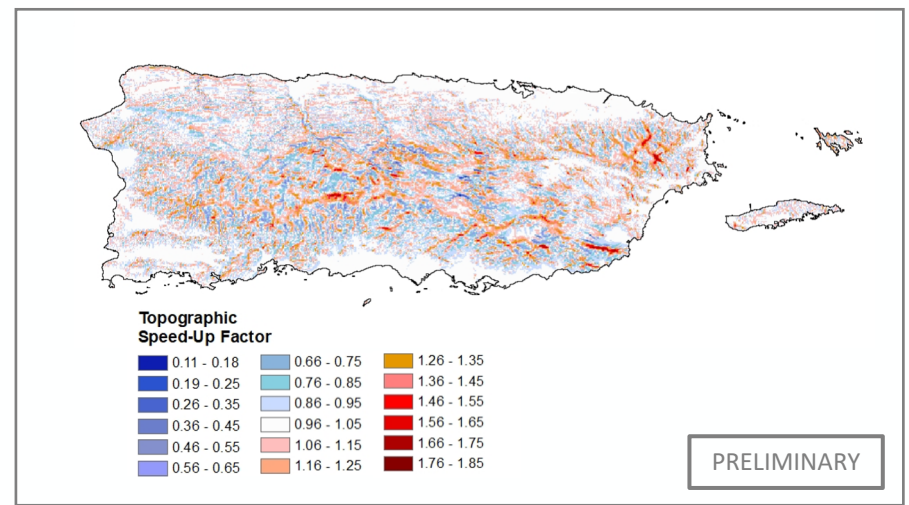 Topographic
Speed-Up Factor
0.11 - 0.18
0.19 - 0.25
0.26 - 0.35
0.36 - 0.45
0.46 - 0.55
0.56 - 0.65
0.66 - 0.75
0.76 - 0.85
0.86 - 0.95
0.96 - 1.05
1.06 - 1.15
1.16 - 1.25
1.26 - 1.35
1.36 - 1.45
1.46 - 1.55
1.56 - 1.65
1.66 - 1.75
1.76 - 1.85
PRELIMINARY